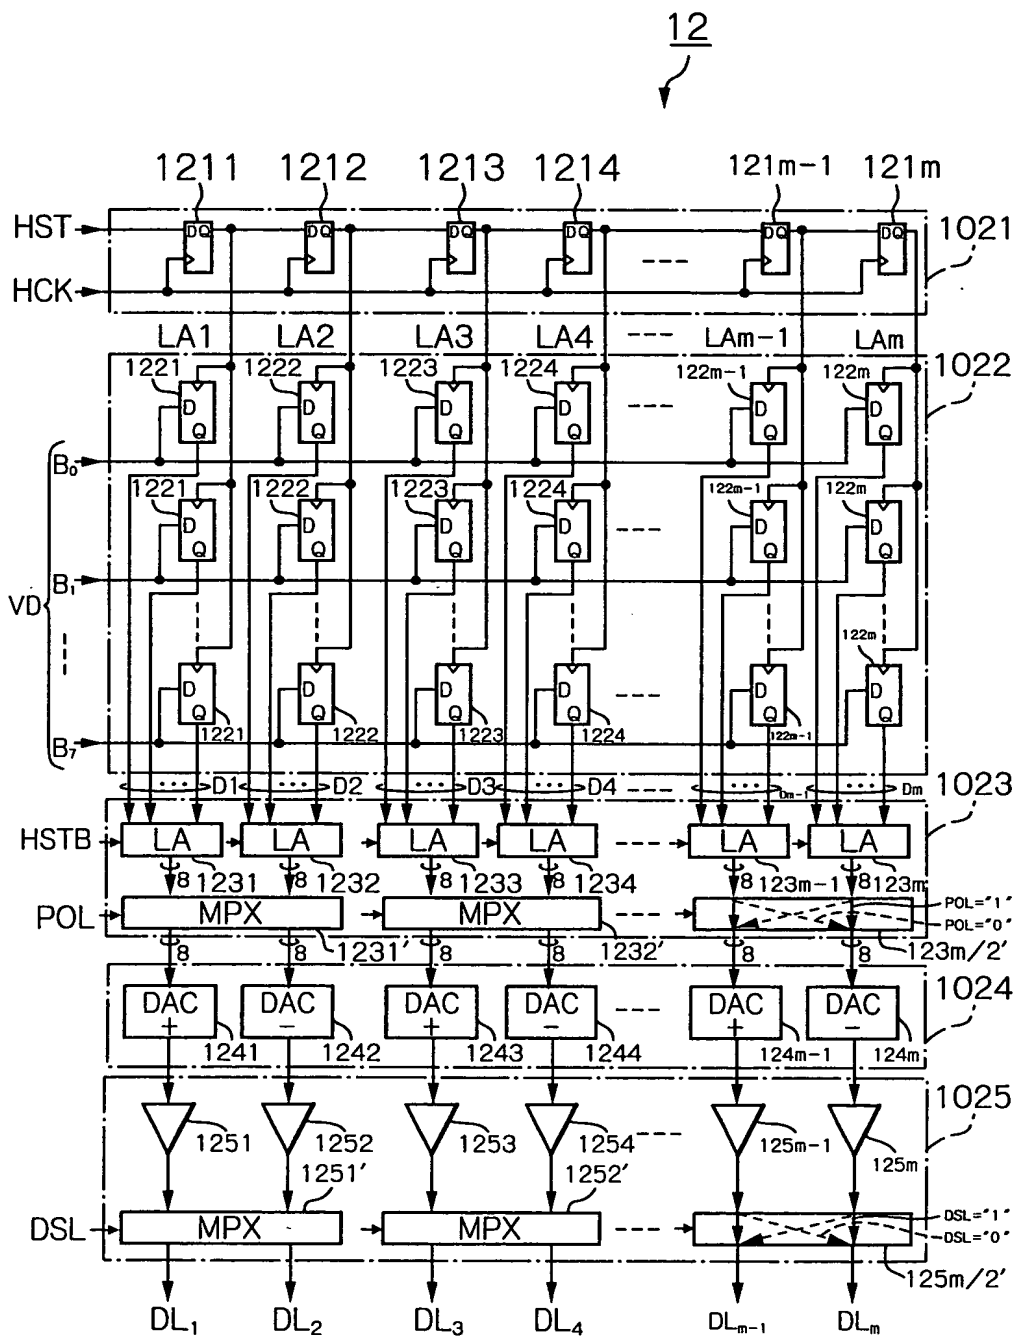 12
1211 1212 1213 1214 121m-1 121m
HST DQ DQ DQ DQ DQ DQ 1021
HCK
LA1 LA2 LA3 LA4 LAm-1 LAm
1221 1222 1223 1224 122m-1 122m 1022
D D D D D D
Q Q Q Q Q Q
B0
1221 1222 1223 1224 122m-1 122m
D D D D D D
Q Q Q Q Q Q
B1
VD
122m
D D D D D D
Q Q Q Q Q Q
1221 1222 1223 1224 122m-1
B7
D1 D2 D3 D4 Dm-1 Dm 1023
HSTB LA LA LA LA LA LA
8 1231 8 1232 8 1233 8 1234 8 123m-1 8 123m
POL MPX MPX POL="1"
POL="0"
1231' 1232' 123m/2'
8 8 8 8 8 8
DAC + DAC − DAC + DAC − DAC + DAC − 1024
1241 1242 1243 1244 124m-1 124m
1025
1251 1252 1253 1254 125m-1 125m
1251' 1252'
DSL MPX MPX DSL="1"
DSL="0"
125m/2'
DL1 DL2 DL3 DL4 DLm-1 DLm